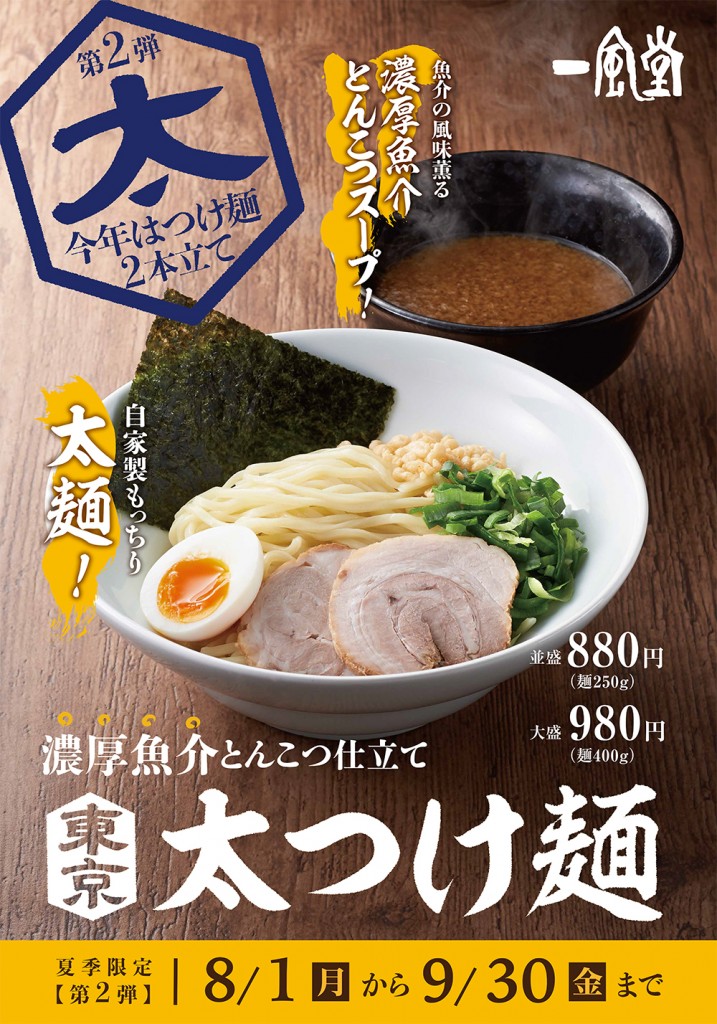 第2弾
太
今年はつけ麺
2本立て
魚介の風味薫る
濃厚魚介
とんこつスープ!
一風堂
自家製もっちり
太麺!
並盛 880円
(麺250g)
大盛 980円
(麺400g)
濃厚魚介とんこつ仕立て
東京
太つけ麺
夏季限定
【第2弾】
8/1 月 から 9/30 金 まで